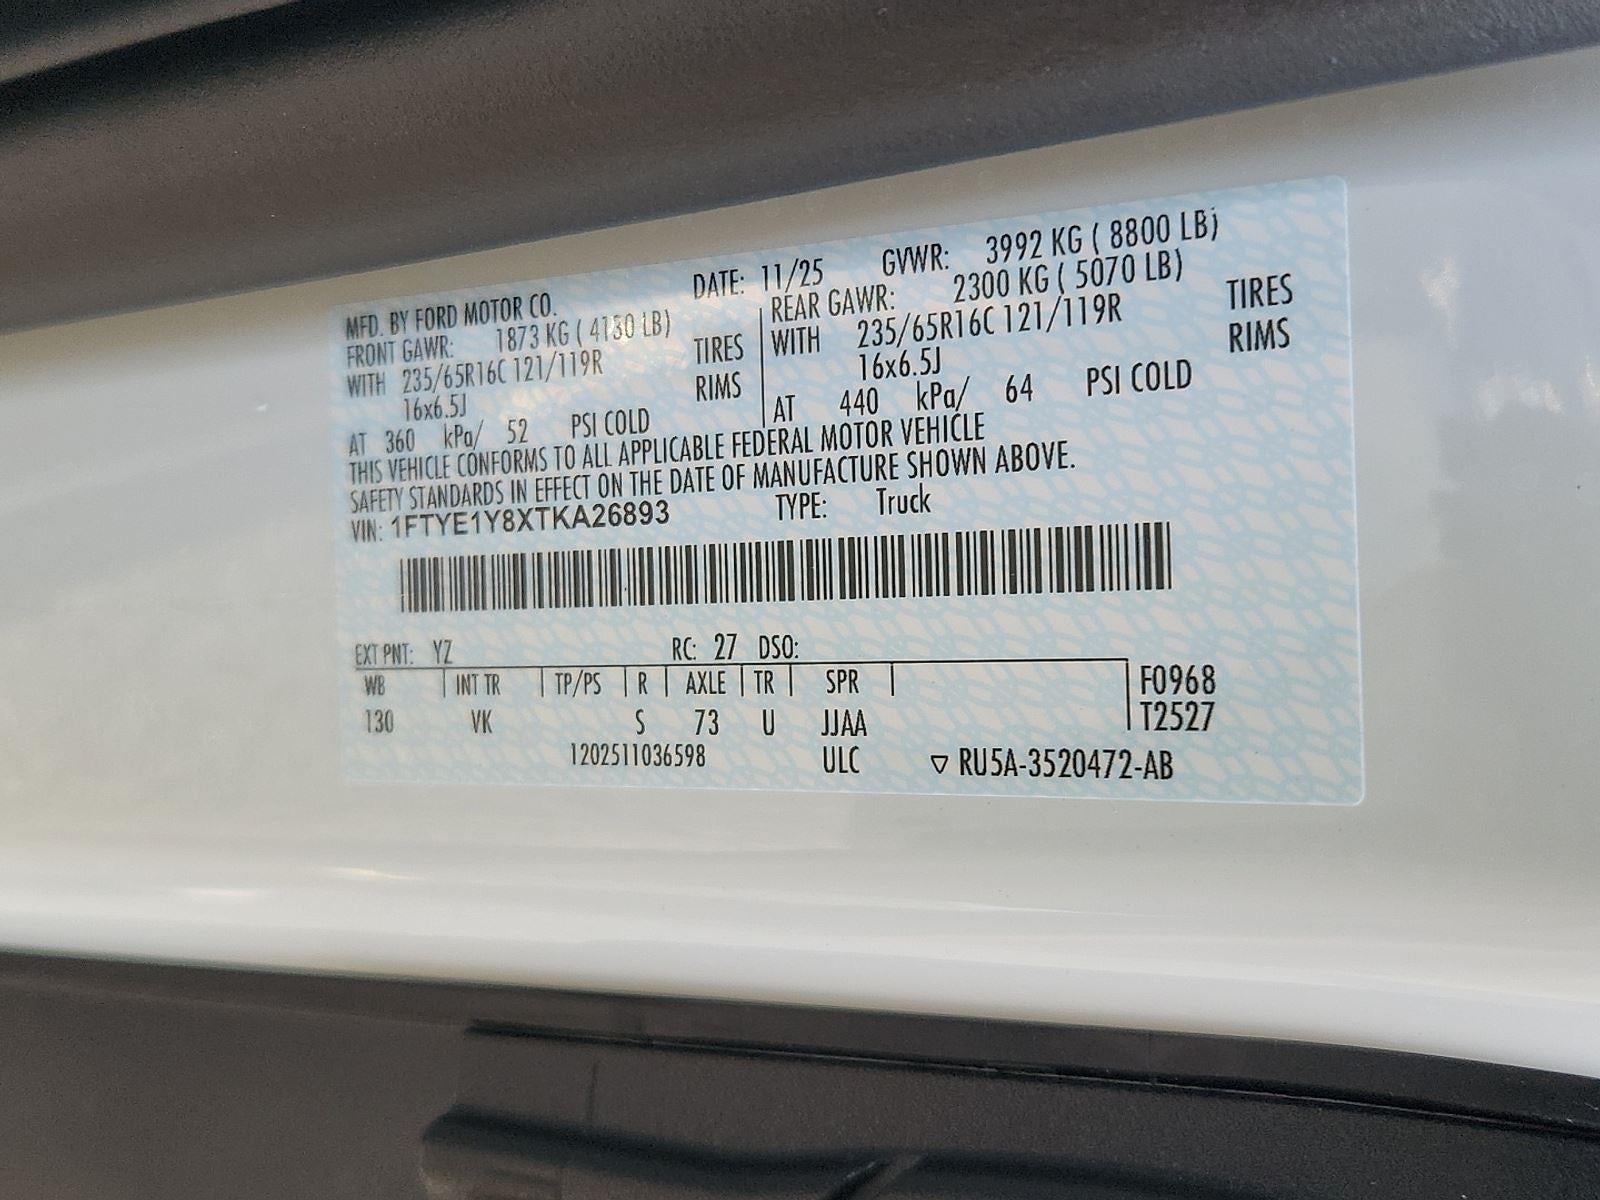 MFD. BY FORD MOTOR CO. DATE: 11/25 GVWR: 3992 KG ( 8800 LB)
FRONT GAWR: 1873 KG ( 4130 LB) REAR GAWR: 2300 KG ( 5070 LB)
WITH 235/65R16C 121/119R TIRES WITH 235/65R16C 121/119R TIRES
16x6.5J RIMS 16x6.5J RIMS
AT 360 kPa/ 52 PSI COLD AT 440 kPa/ 64 PSI COLD
THIS VEHICLE CONFORMS TO ALL APPLICABLE FEDERAL MOTOR VEHICLE
SAFETY STANDARDS IN EFFECT ON THE DATE OF MANUFACTURE SHOWN ABOVE.
VIN: 1FTYE1Y8XTKA26893 TYPE: Truck
EXT PNT: YZ RC: 27 DSO:
WB INT TR TP/PS R AXLE TR SPR F0968
130 VK S 73 U JJAA T2527
1202511036598 ULC ▽ RU5A-3520472-AB